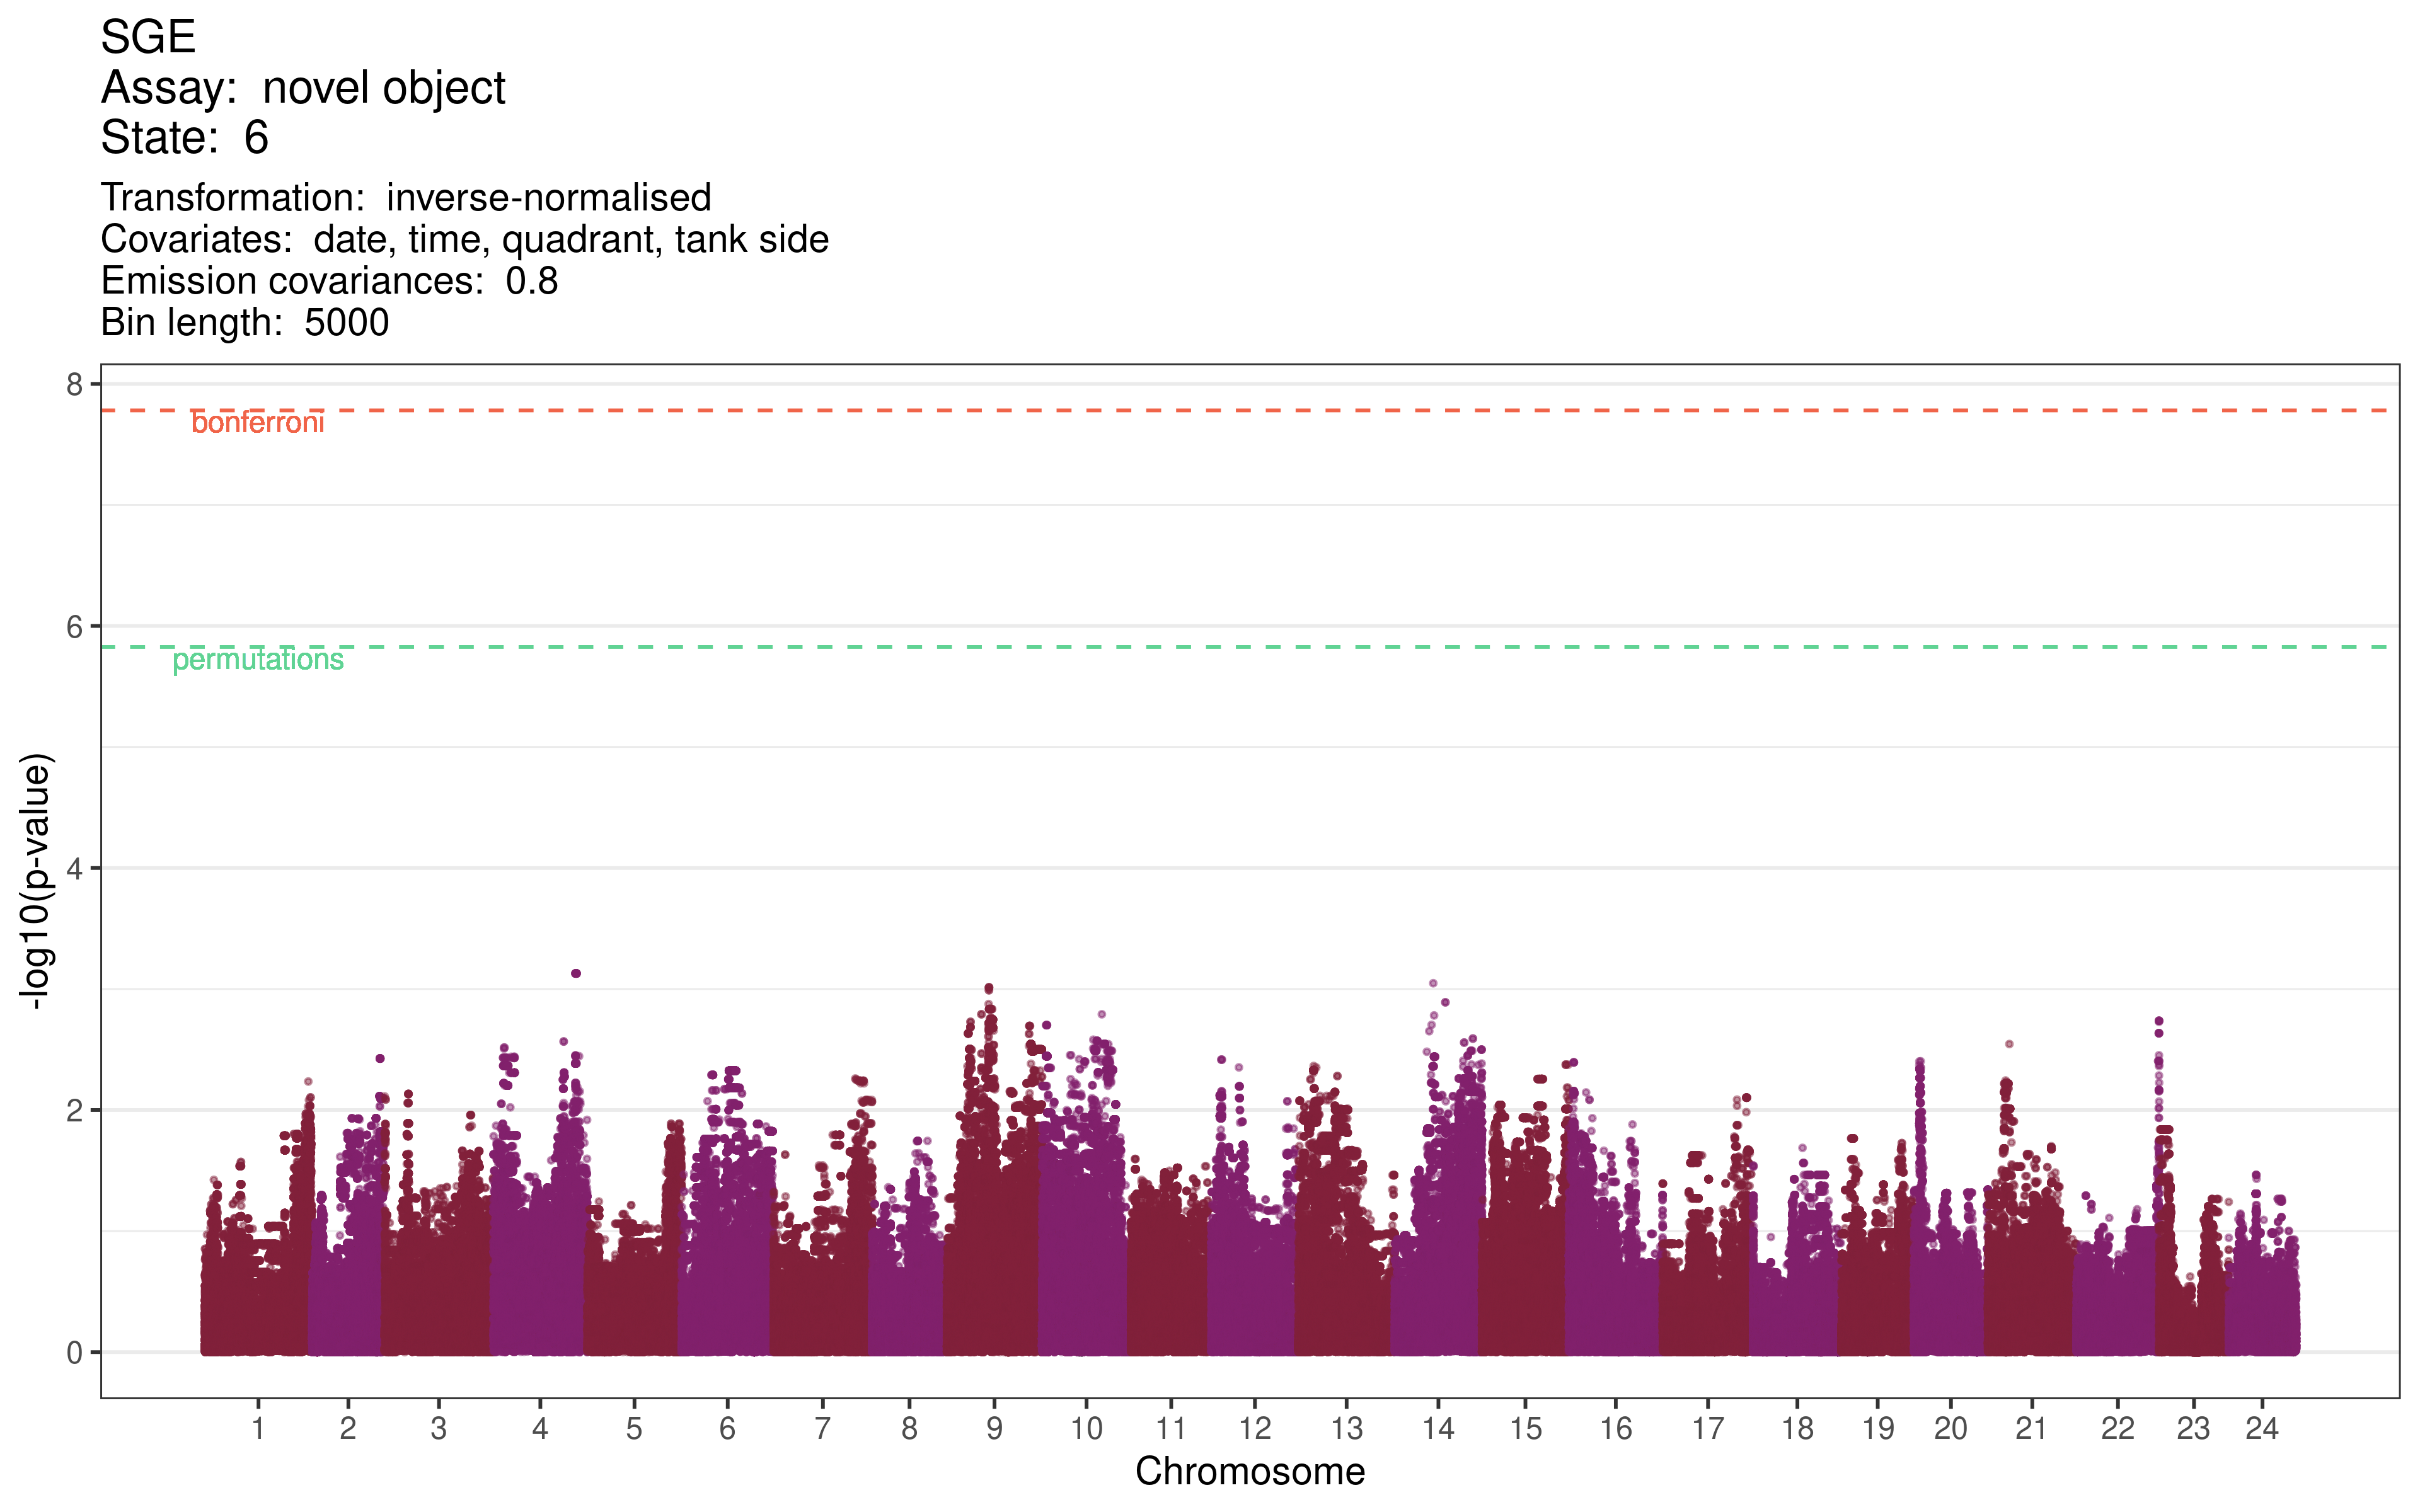 SGE
Assay: novel object
State: 6
Transformation: inverse-normalised
Covariates: date, time, quadrant, tank side
Emission covariances: 0.8
Bin length: 5000
8
bonferroni
6
permutations
4
2
0
-log10(p-value)
1 2 3 4 5 6 7 8 9 10 11 12 13 14 15 16 17 18 19 20 21 22 23 24
Chromosome